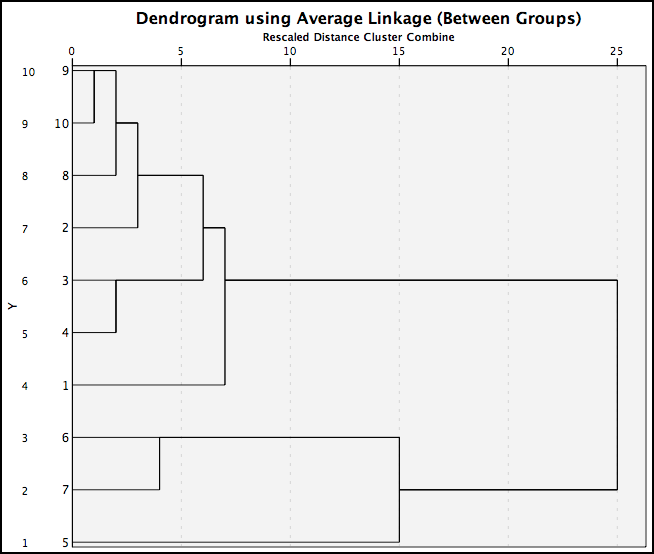 Dendrogram using Average Linkage (Between Groups)
Rescaled Distance Cluster Combine
0 5 10 15 20 25
10 9
9 10
8 8
7 2
6 3
Y
5 4
4 1
3 6
2 7
1 5